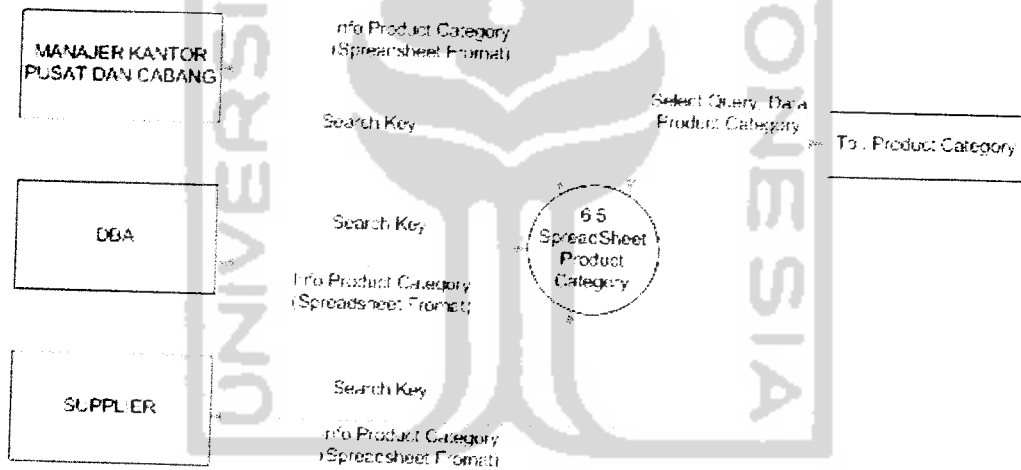 Info Product Category
(Spreadsheet Fromat)
MANAJER KANTOR
PUSAT DAN CABANG
Search Key
Select Query Data
Product Category
Product Category
DBA
Search Key
6.5
SpreadSheet
Product
Category
Info Product Category
(Spreadsheet Fromat)
SUPPLIER
Search Key
Info Product Category
(Spreadsheet Fromat)
UNIVERSI
ONESIA